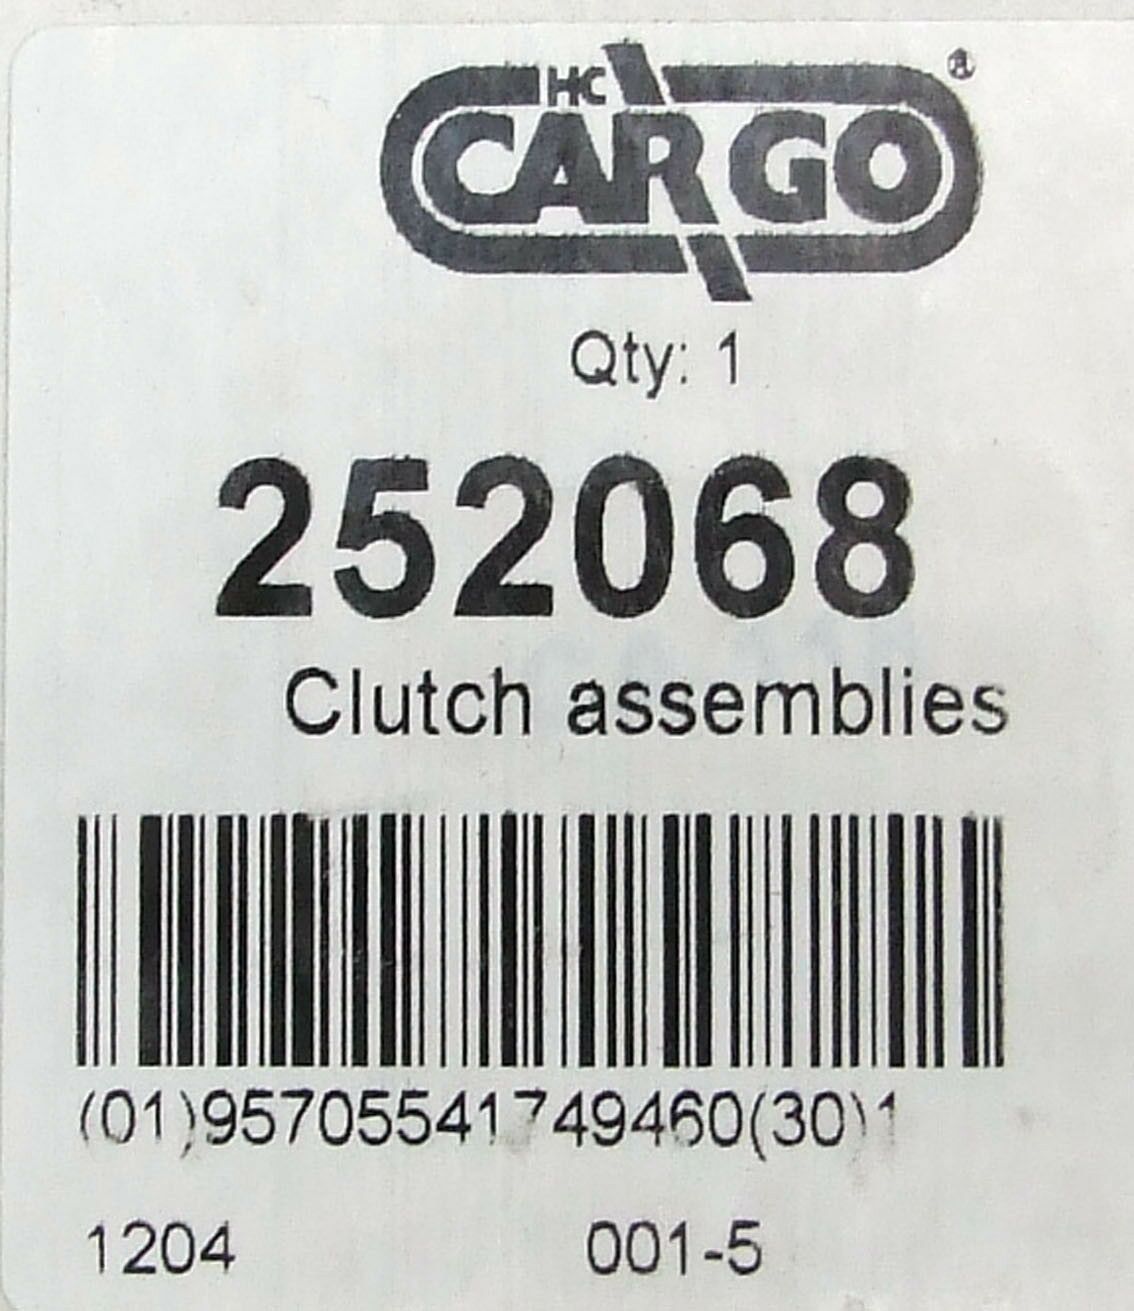 HC
CARGO®
Qty: 1
252068
Clutch assemblies
(01)95705541749460(30)1
1204 001-5